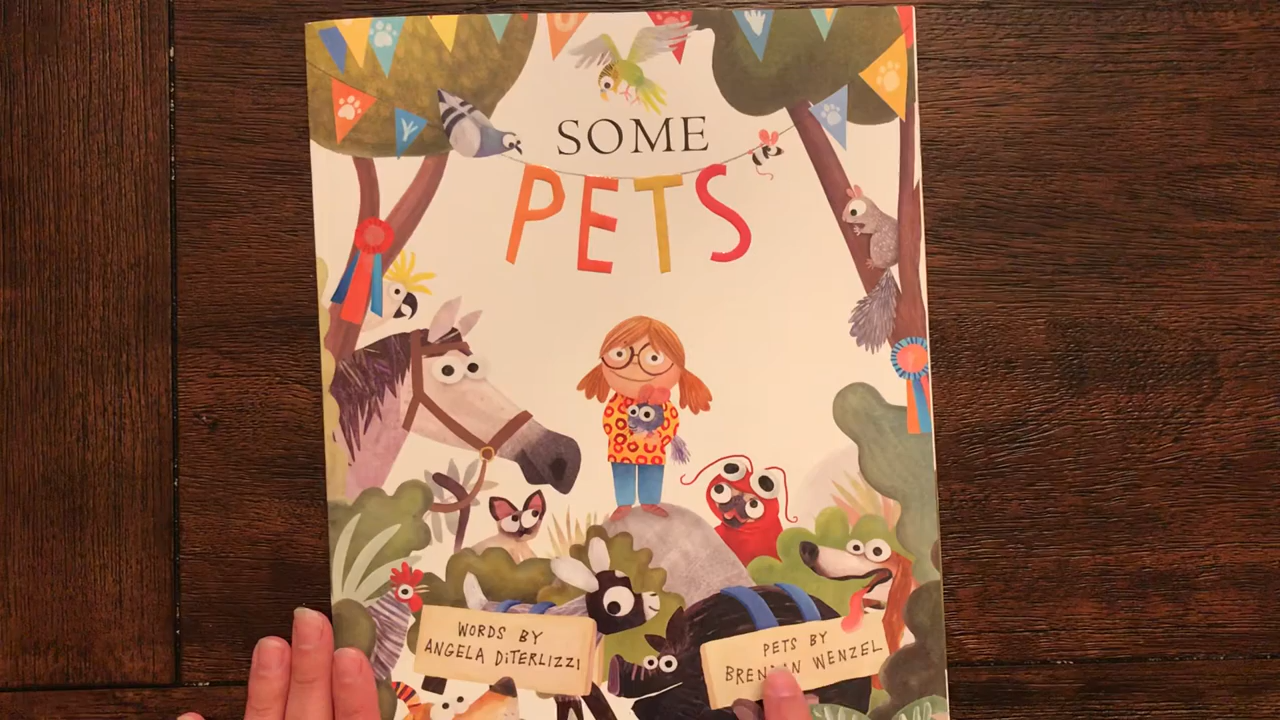 Y
SOME
PETS
WORDS BY
ANGELA DiTERLIZZI
PETS BY
BRENDAN WENZEL